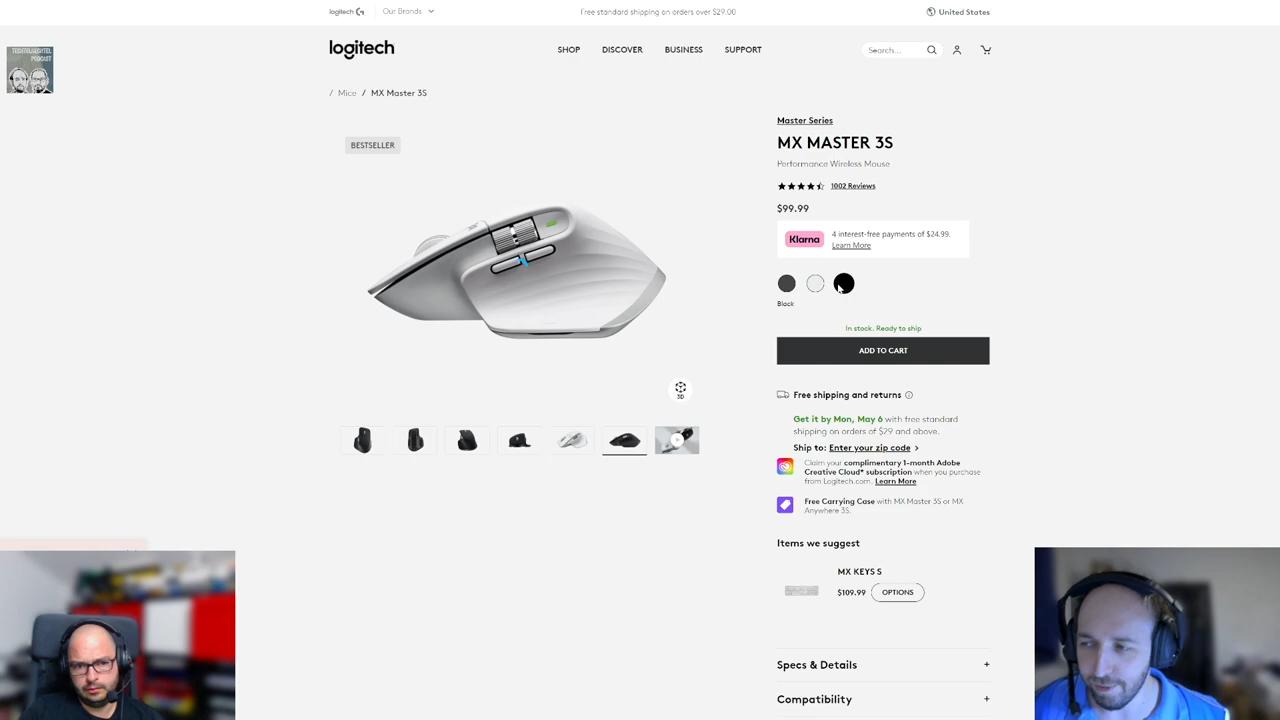 logitech G
Our Brands
Free standard shipping on orders over $29.00
United States
logitech
SHOP
DISCOVER
BUSINESS
SUPPORT
Search...
PODCAST
/ Mice / MX Master 3S
BESTSELLER
3D
Master Series
MX MASTER 3S
Performance Wireless Mouse
1002 Reviews
$99.99
Klarna
4 interest-free payments of $24.99.
Learn More
Black
In stock. Ready to ship
ADD TO CART
Free shipping and returns
Get it by Mon, May 6 with free standard
shipping on orders of $29 and above.
Ship to: Enter your zip code >
Claim your complimentary 1-month Adobe
Creative Cloud* subscription when you purchase
from Logitech.com. Learn More
Free Carrying Case with MX Master 3S or MX
Anywhere 3S.
Items we suggest
MX KEYS S
$109.99
OPTIONS
Specs & Details +
Compatibility +